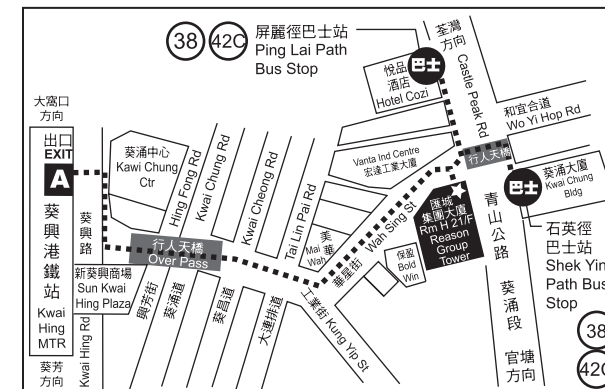 38
42C
屏麗徑巴士站
Ping Lai Path
Bus Stop
荃灣
方向
Castle Peak Rd
巴士
悅品
酒店
Hotel Cozi
和宜合道
Wo Yi Hop Rd
大窩口
方向
出口
EXIT
A
葵興港鐵站
Kwai
Hing
MTR
葵芳
方向
葵興路
Kwai Hing Rd
葵涌中心
Kawi Chung
Ctr
Hing Fong Rd
Kwai Chung Rd
Kwai Cheong Rd
Tai Lin Pai Rd
Vanta Ind Centre
宏達工業大廈
行人天橋
葵涌大廈
Kwai Chung
Bldg
巴士
石英徑
巴士站
Shek Yin
Path Bus
Stop
38
42C
行人天橋
Over Pass
新葵興商場
Sun Kwai
Hing Plaza
興芳街
葵涌道
葵昌道
大連排道
美華
Mai
Wah
華星街 Wah Sing St
工業街 Kung Yip St
保盈
Bold
Win
匯城
集團大廈
Rm H 21/F
Reason
Group
Tower
青山公路
葵涌段
官塘
方向